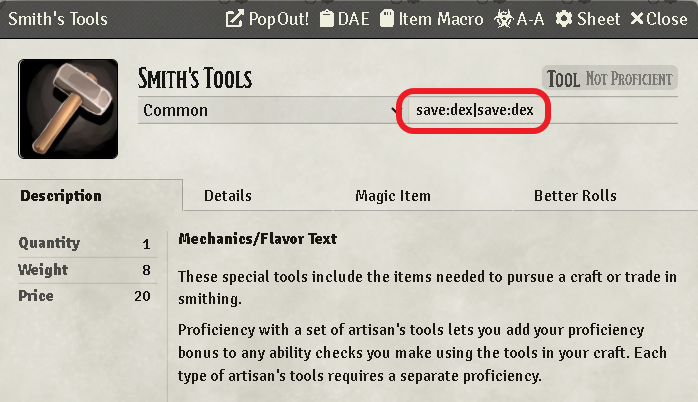 Smith's Tools PopOut! DAE Item Macro A-A Sheet Close
Smith's Tools
Tool Not Proficient
Common save:dex|save:dex
Description Details Magic Item Better Rolls
Quantity 1
Weight 8
Price 20
Mechanics/Flavor Text
These special tools include the items needed to pursue a craft or trade in
smithing.
Proficiency with a set of artisan's tools lets you add your proficiency
bonus to any ability checks you make using the tools in your craft. Each
type of artisan's tools requires a separate proficiency.